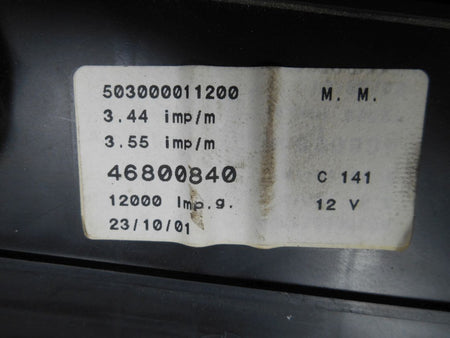 503000011200 M. M.
3.44 imp/m
3.55 imp/m
46800840 C 141
12000 Imp.g. 12 V
23/10/01